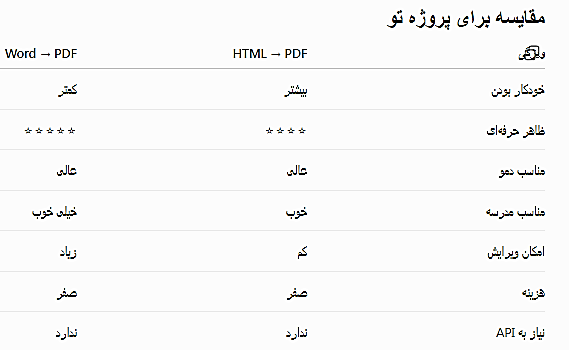 مقایسه برای پروژه تو
ویژگی HTML → PDF Word → PDF
خودکار بودن بیشتر کمتر
ظاهر حرفه‌ای ⭐⭐⭐⭐ ⭐⭐⭐⭐⭐
مناسب دمو عالی عالی
مناسب مدرسه خوب خیلی خوب
امکان ویرایش کم زیاد
هزینه صفر صفر
نیاز به API ندارد ندارد